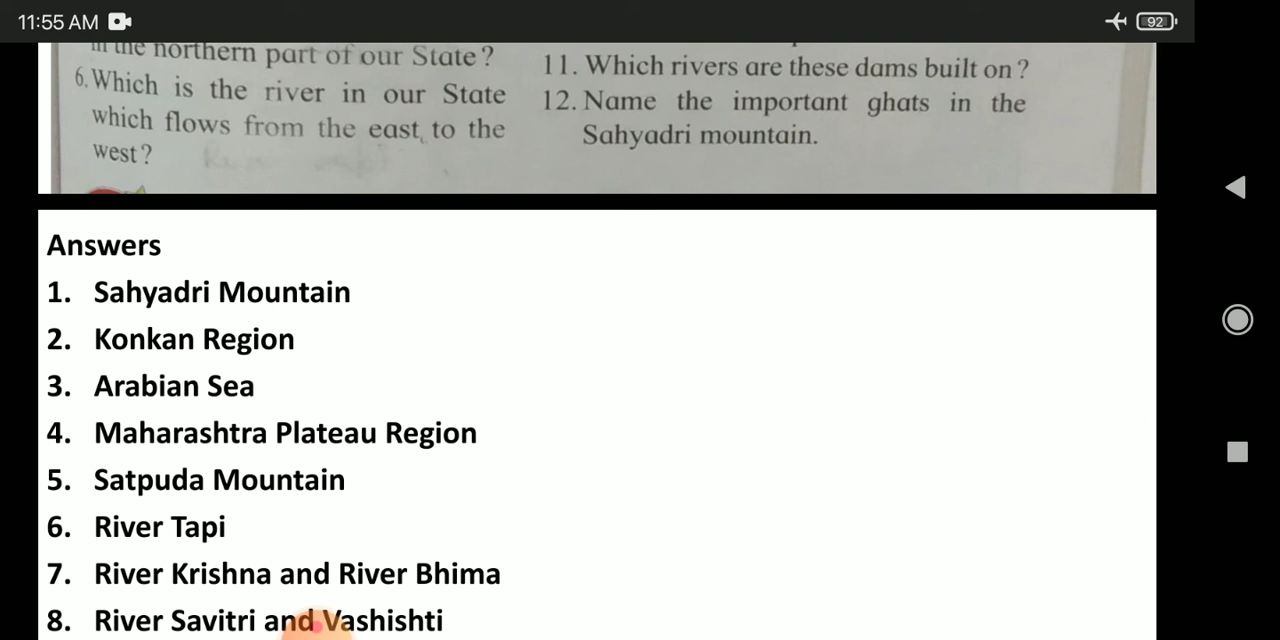 11:55 AM
92
in the northern part of our State?
6. Which is the river in our State
which flows from the east to the
west?
11. Which rivers are these dams built on?
12. Name the important ghats in the
Sahyadri mountain.
Answers
1. Sahyadri Mountain
2. Konkan Region
3. Arabian Sea
4. Maharashtra Plateau Region
5. Satpuda Mountain
6. River Tapi
7. River Krishna and River Bhima
8. River Savitri and Vashishti